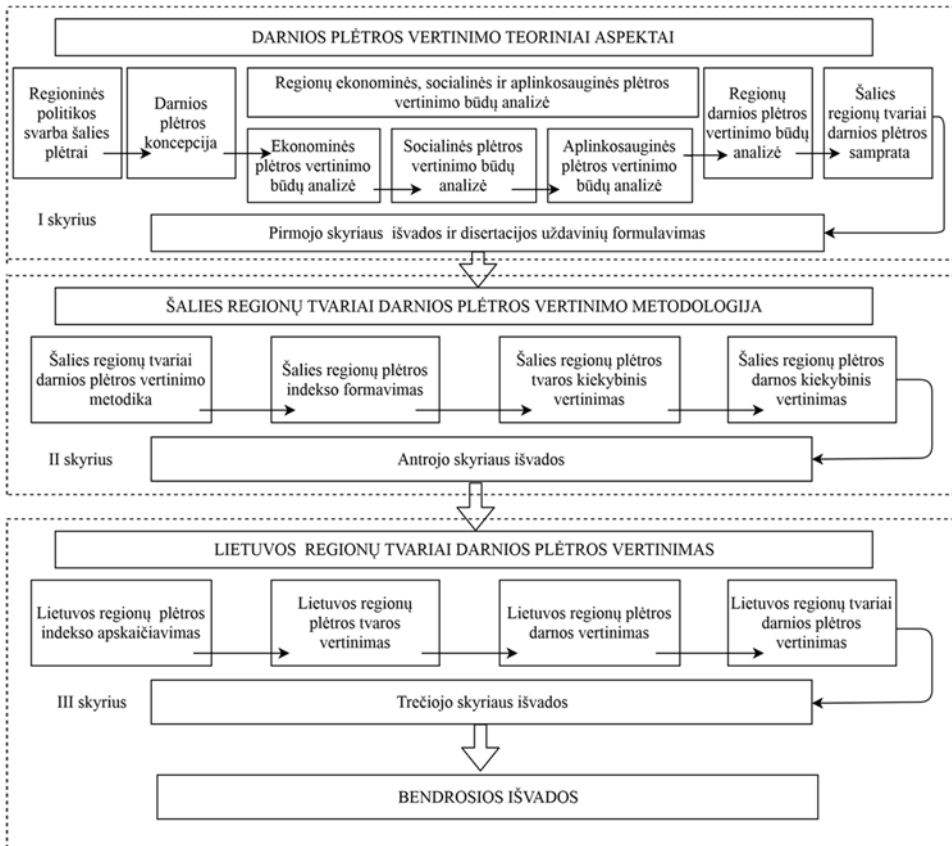 DARNIOS PLĖTROS VERTINIMO TEORINIAI ASPEKTAI
Regioninės
politikos
svarba šalies
plėtrai
Darnios
plėtros
koncepcija
Regionų ekonominės, socialinės ir aplinkosauginės plėtros
vertinimo būdų analizė
Ekonominės
plėtros vertinimo
būdų analizė
Socialinės plėtros
vertinimo būdų
analizė
Aplinkosauginės
plėtros vertinimo
būdų analizė
Regionų
darnios plėtros
vertinimo būdų
analizė
Šalies
regionų tvariai
darnios plėtros
samprata
I skyrius
Pirmojo skyriaus išvados ir disertacijos uždavinių formulavimas
ŠALIES REGIONŲ TVARIAI DARNIOS PLĖTROS VERTINIMO METODOLOGIJA
Šalies regionų tvariai
darnios plėtros vertinimo
metodika
Šalies regionų plėtros
indekso formavimas
Šalies regionų plėtros
tvaros kiekybinis
vertinimas
Šalies regionų plėtros
darnos kiekybinis
vertinimas
II skyrius
Antrojo skyriaus išvados
LIETUVOS REGIONŲ TVARIAI DARNIOS PLĖTROS VERTINIMAS
Lietuvos regionų plėtros
indekso apskaičiavimas
Lietuvos regionų
plėtros tvaros
vertinimas
Lietuvos regionų plėtros
darnos vertinimas
Lietuvos regionų tvariai
darnios plėtros
vertinimas
III skyrius
Trečiojo skyriaus išvados
BENDROSIOS IŠVADOS